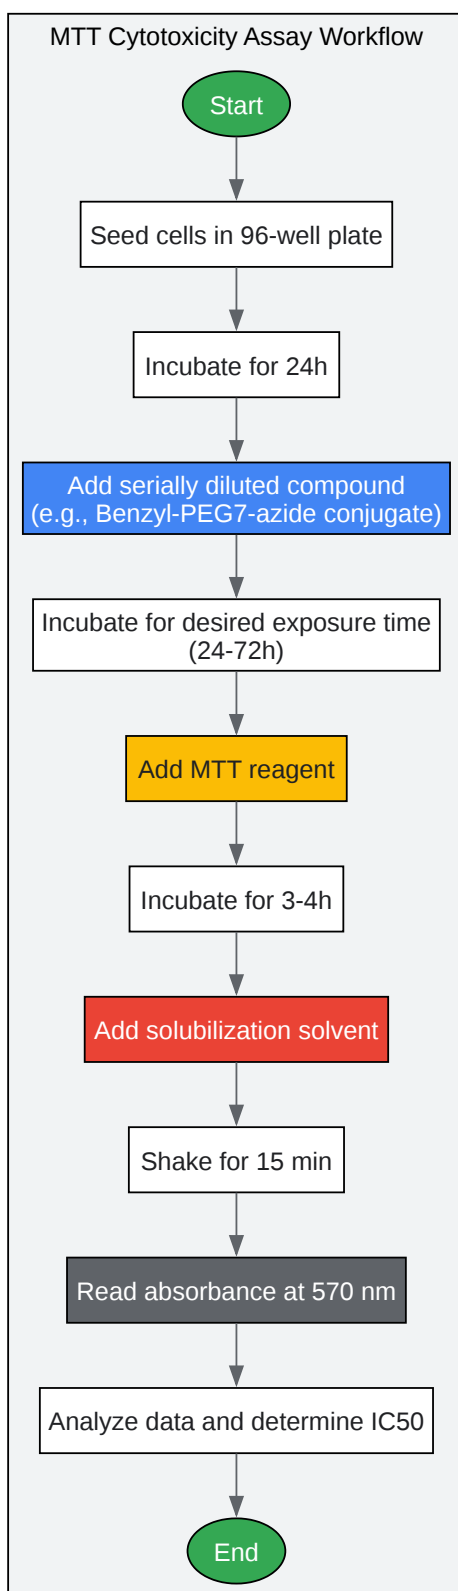 MTT Cytotoxicity Assay Workflow
Start
Seed cells in 96-well plate
Incubate for 24h
Add serially diluted compound
(e.g., Benzyl-PEG7-azide conjugate)
Incubate for desired exposure time
(24-72h)
Add MTT reagent
Incubate for 3-4h
Add solubilization solvent
Shake for 15 min
Read absorbance at 570 nm
Analyze data and determine IC50
End